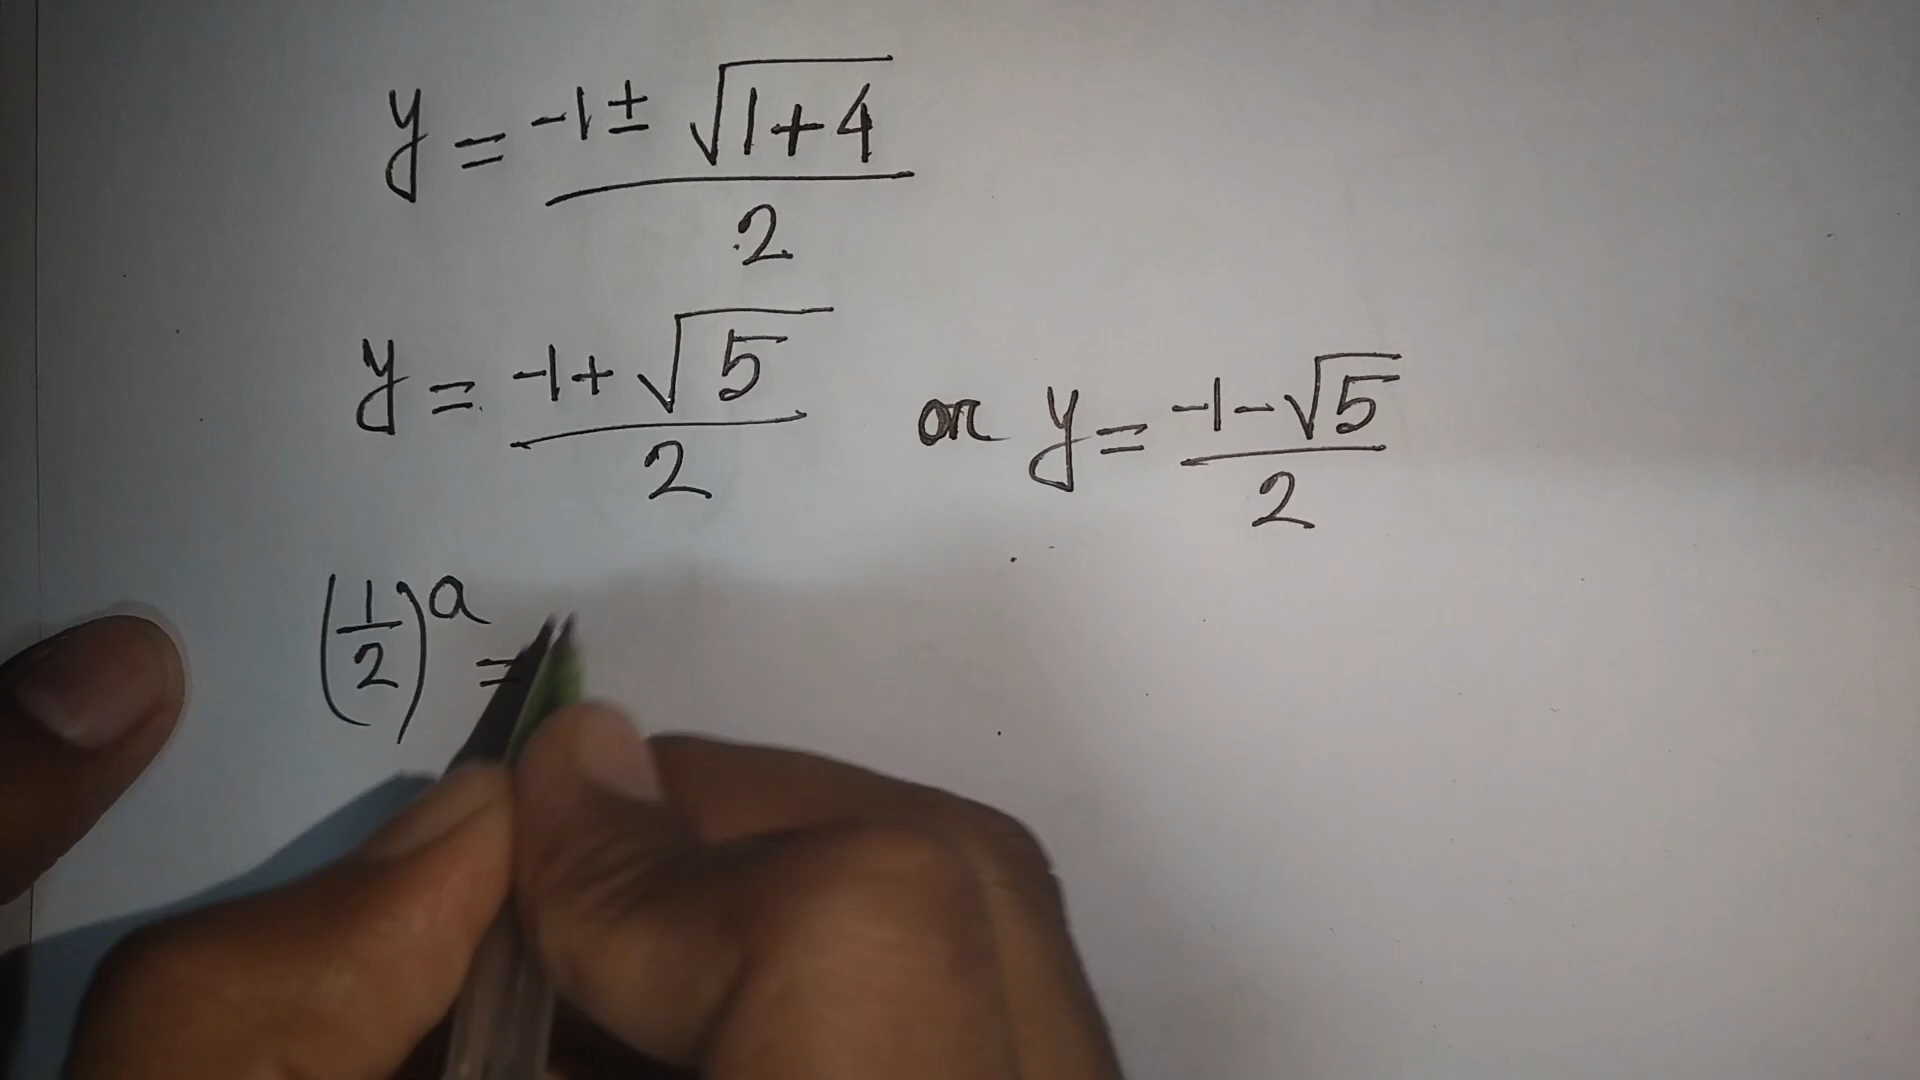 y = (-1 ± √(1+4))/2
y = (-1 + √5)/2 or y = (-1 - √5)/2
(1/2)^a =